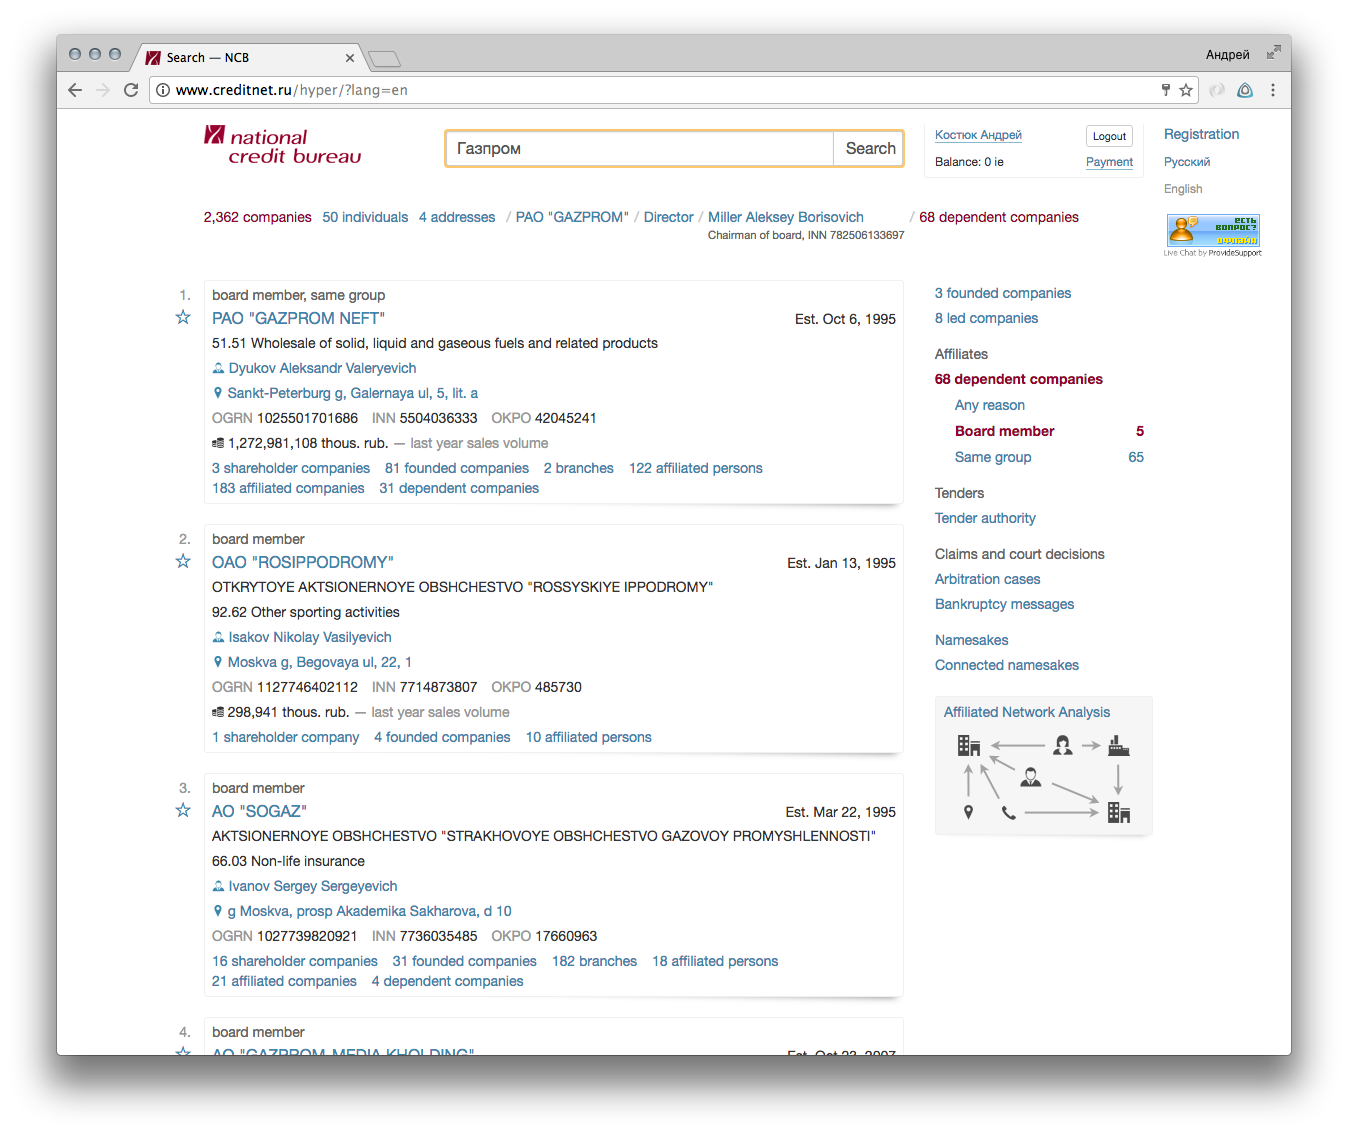 Search — NCB
Андрей
www.creditnet.ru/hyper/?lang=en
national
credit bureau
Газпром
Search
Костюк Андрей
Logout
Balance: 0 ie
Payment
Registration
Русский
English
ЕСТЬ
ВОПРОС?
ОФЛАЙН
Live Chat by ProvideSupport
2,362 companies 50 individuals 4 addresses / PAO "GAZPROM" / Director / Miller Aleksey Borisovich / 68 dependent companies
Chairman of board, INN 782506133697
1. board member, same group
PAO "GAZPROM NEFT" Est. Oct 6, 1995
51.51 Wholesale of solid, liquid and gaseous fuels and related products
Dyukov Aleksandr Valeryevich
Sankt-Peterburg g, Galernaya ul, 5, lit. a
OGRN 1025501701686 INN 5504036333 OKPO 42045241
1,272,981,108 thous. rub. — last year sales volume
3 shareholder companies 81 founded companies 2 branches 122 affiliated persons
183 affiliated companies 31 dependent companies
2. board member
OAO "ROSIPPODROMY" Est. Jan 13, 1995
OTKRYTOYE AKTSIONERNOYE OBSHCHESTVO "ROSSYSKIYE IPPODROMY"
92.62 Other sporting activities
Isakov Nikolay Vasilyevich
Moskva g, Begovaya ul, 22, 1
OGRN 1127746402112 INN 7714873807 OKPO 485730
298,941 thous. rub. — last year sales volume
1 shareholder company 4 founded companies 10 affiliated persons
3. board member
AO "SOGAZ" Est. Mar 22, 1995
AKTSIONERNOYE OBSHCHESTVO "STRAKHOVOYE OBSHCHESTVO GAZOVOY PROMYSHLENNOSTI"
66.03 Non-life insurance
Ivanov Sergey Sergeyevich
g Moskva, prosp Akademika Sakharova, d 10
OGRN 1027739820921 INN 7736035485 OKPO 17660963
16 shareholder companies 31 founded companies 182 branches 18 affiliated persons
21 affiliated companies 4 dependent companies
4. board member
AO "GAZPROM-MEDIA KHOLDING" Est. Oct 23, 2007
3 founded companies
8 led companies
Affiliates
68 dependent companies
Any reason
Board member 5
Same group 65
Tenders
Tender authority
Claims and court decisions
Arbitration cases
Bankruptcy messages
Namesakes
Connected namesakes
Affiliated Network Analysis